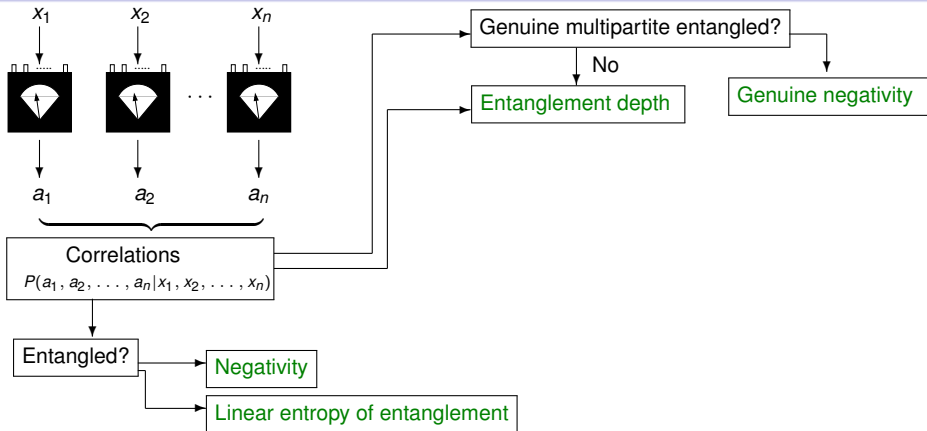 x1 x2 xn
..... ..... .....
· · ·
a1 a2 an
Correlations
P(a1, a2, . . . , an|x1, x2, . . . , xn)
Entangled?
Negativity
Linear entropy of entanglement
Genuine multipartite entangled?
No
Entanglement depth
Genuine negativity